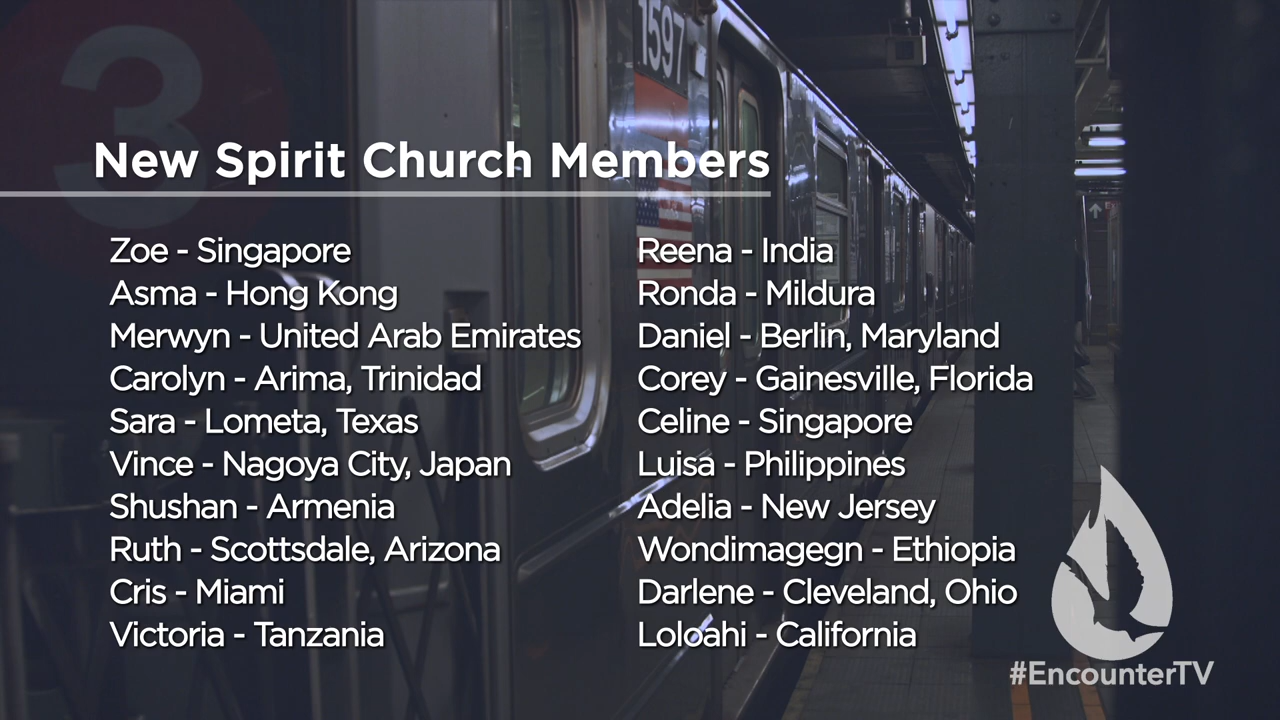 3
1597
New Spirit Church Members
Zoe - Singapore
Asma - Hong Kong
Merwyn - United Arab Emirates
Carolyn - Arima, Trinidad
Sara - Lometa, Texas
Vince - Nagoya City, Japan
Shushan - Armenia
Ruth - Scottsdale, Arizona
Cris - Miami
Victoria - Tanzania
Reena - India
Ronda - Mildura
Daniel - Berlin, Maryland
Corey - Gainesville, Florida
Celine - Singapore
Luisa - Philippines
Adelia - New Jersey
Wondimagegn - Ethiopia
Darlene - Cleveland, Ohio
Loloahi - California
#EncounterTV